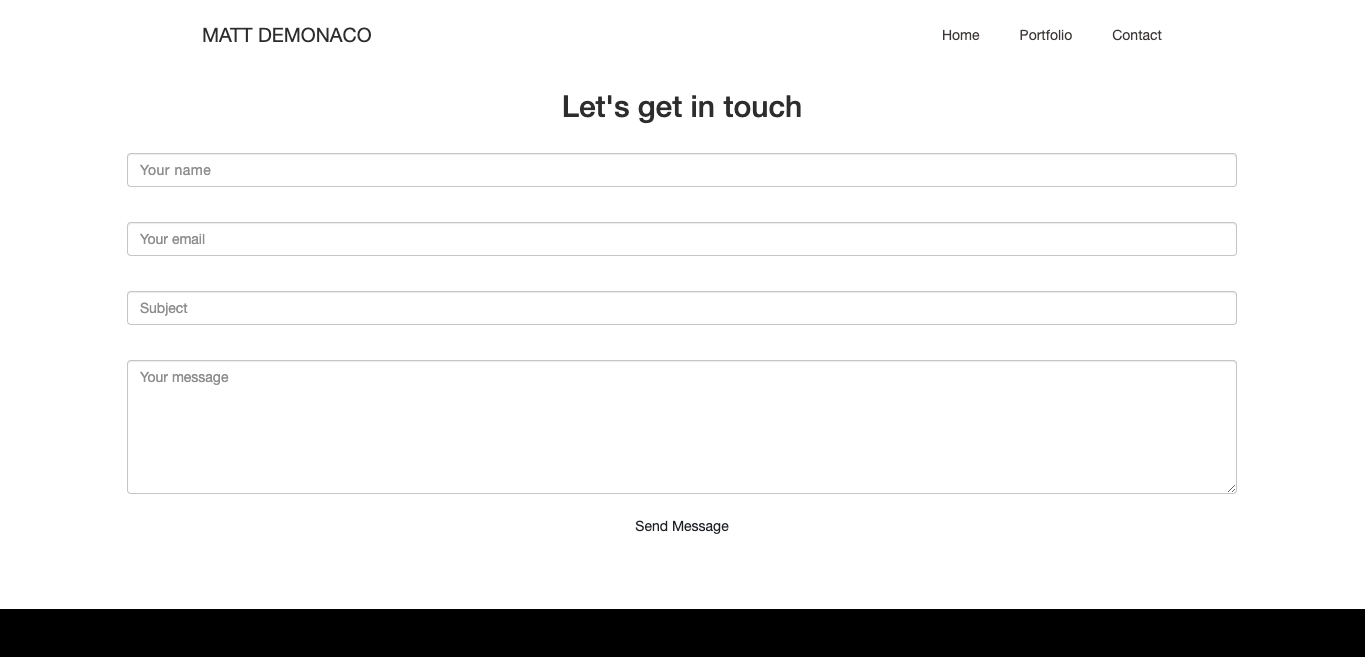 MATT DEMONACO
Home Portfolio Contact
Let's get in touch
Your name
Your email
Subject
Your message
Send Message